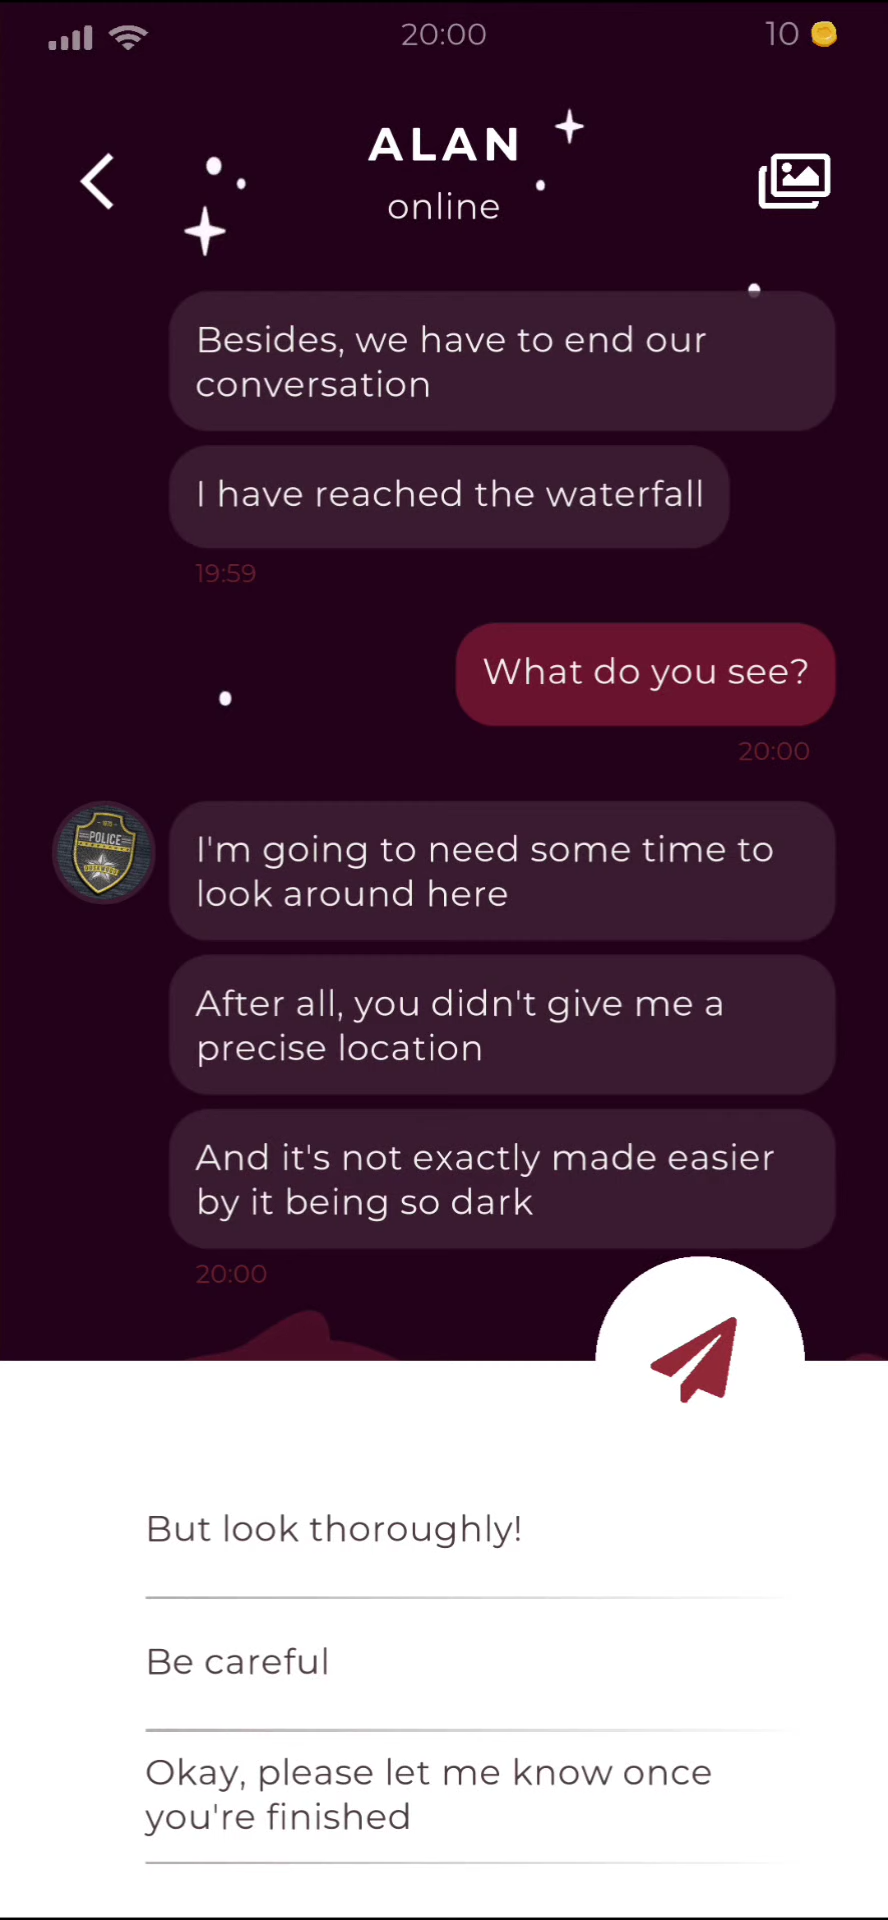 20:00
10
ALAN
online
Besides, we have to end our
conversation
I have reached the waterfall
19:59
What do you see?
20:00
POLICE
I'm going to need some time to
look around here
After all, you didn't give me a
precise location
And it's not exactly made easier
by it being so dark
20:00
But look thoroughly!
Be careful
Okay, please let me know once
you're finished